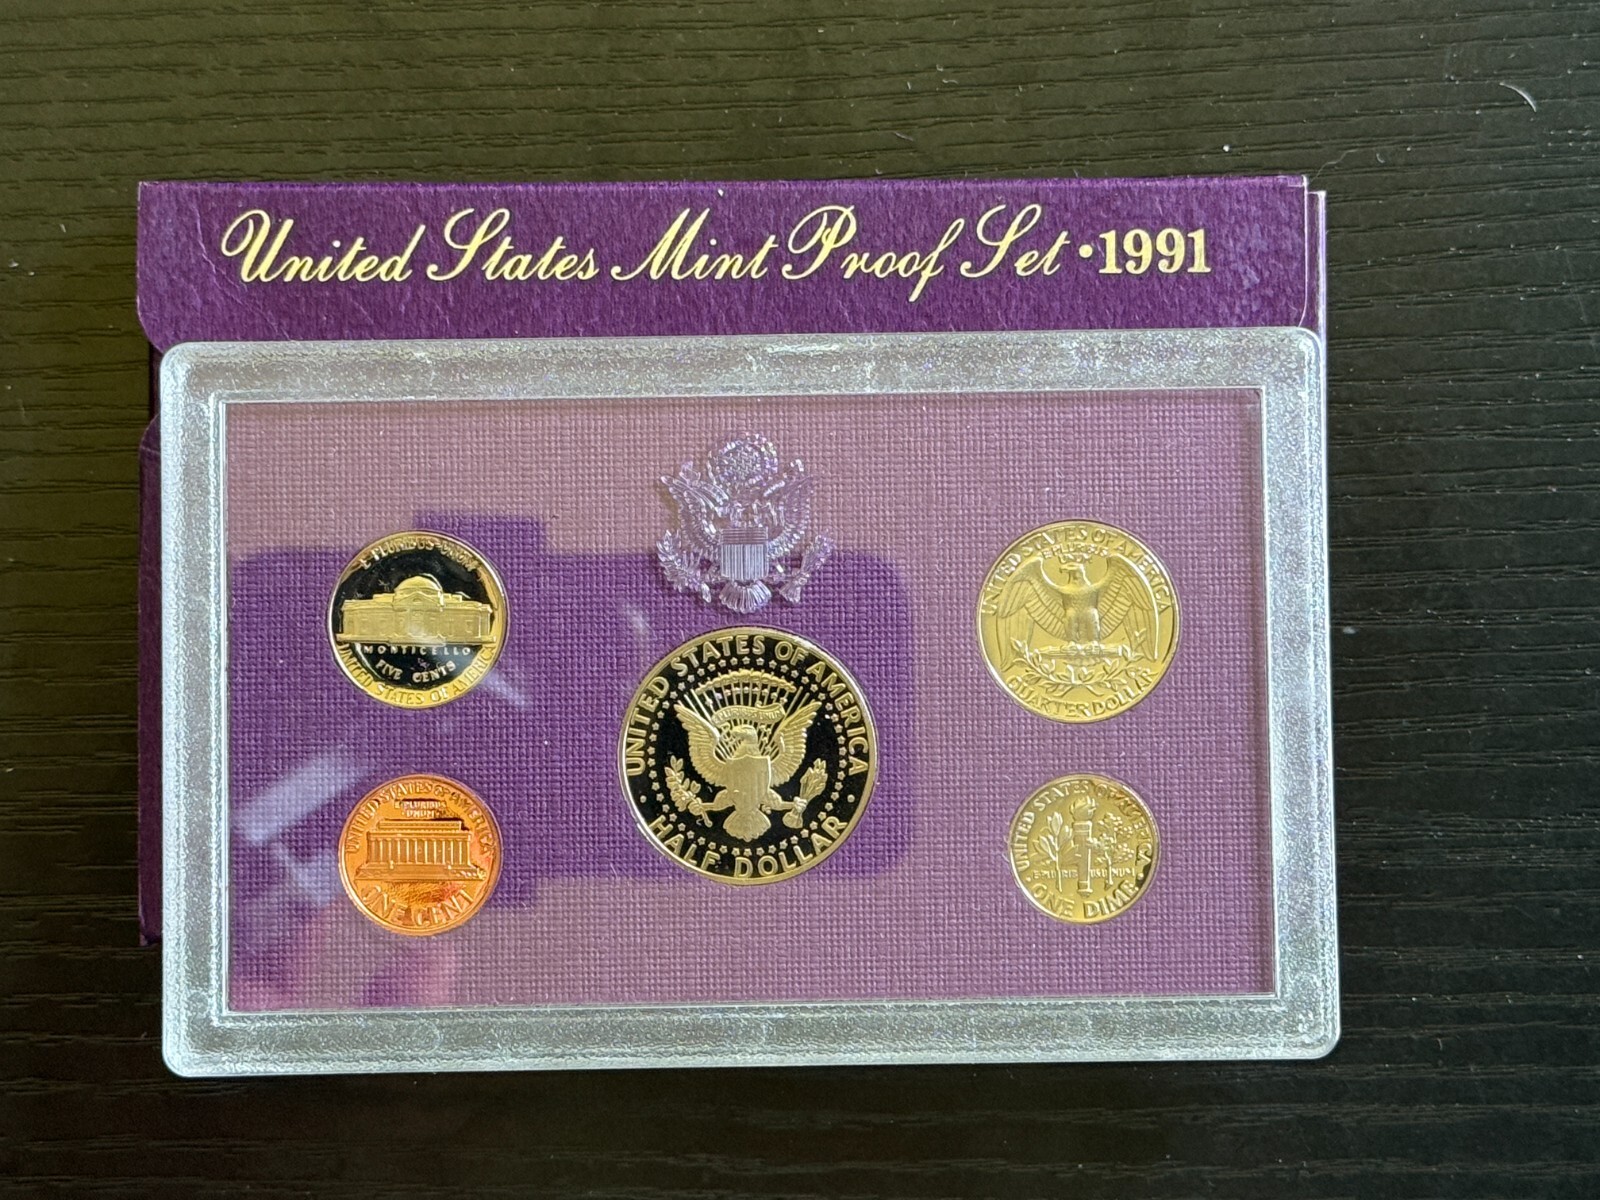 United States Mint Proof Set • 1991
E PLURIBUS UNUM
MONTICELLO
FIVE CENTS
UNITED STATES OF AMERICA
UNITED STATES OF AMERICA
HALF DOLLAR
UNITED STATES OF AMERICA
E PLURIBUS
UNUM
QUARTER DOLLAR
UNITED STATES OF AMERICA
E PLURIBUS
UNUM
ONE CENT
UNITED STATES OF AMERICA
E PLURIBUS UNUM
ONE DIME